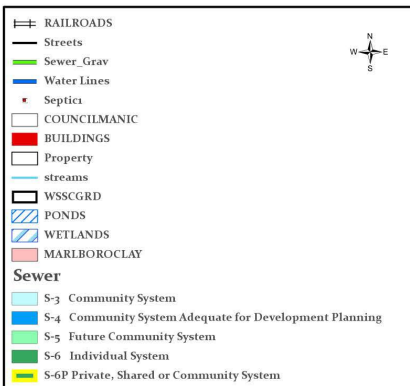 RAILROADS
N
Streets
W E
Sewer_Grav
S
Water Lines
Septic1
COUNCILMANIC
BUILDINGS
Property
streams
WSSCGRD
PONDS
WETLANDS
MARLBOROCLAY
Sewer
S-3 Community System
S-4 Community System Adequate for Development Planning
S-5 Future Community System
S-6 Individual System
S-6P Private, Shared or Community System